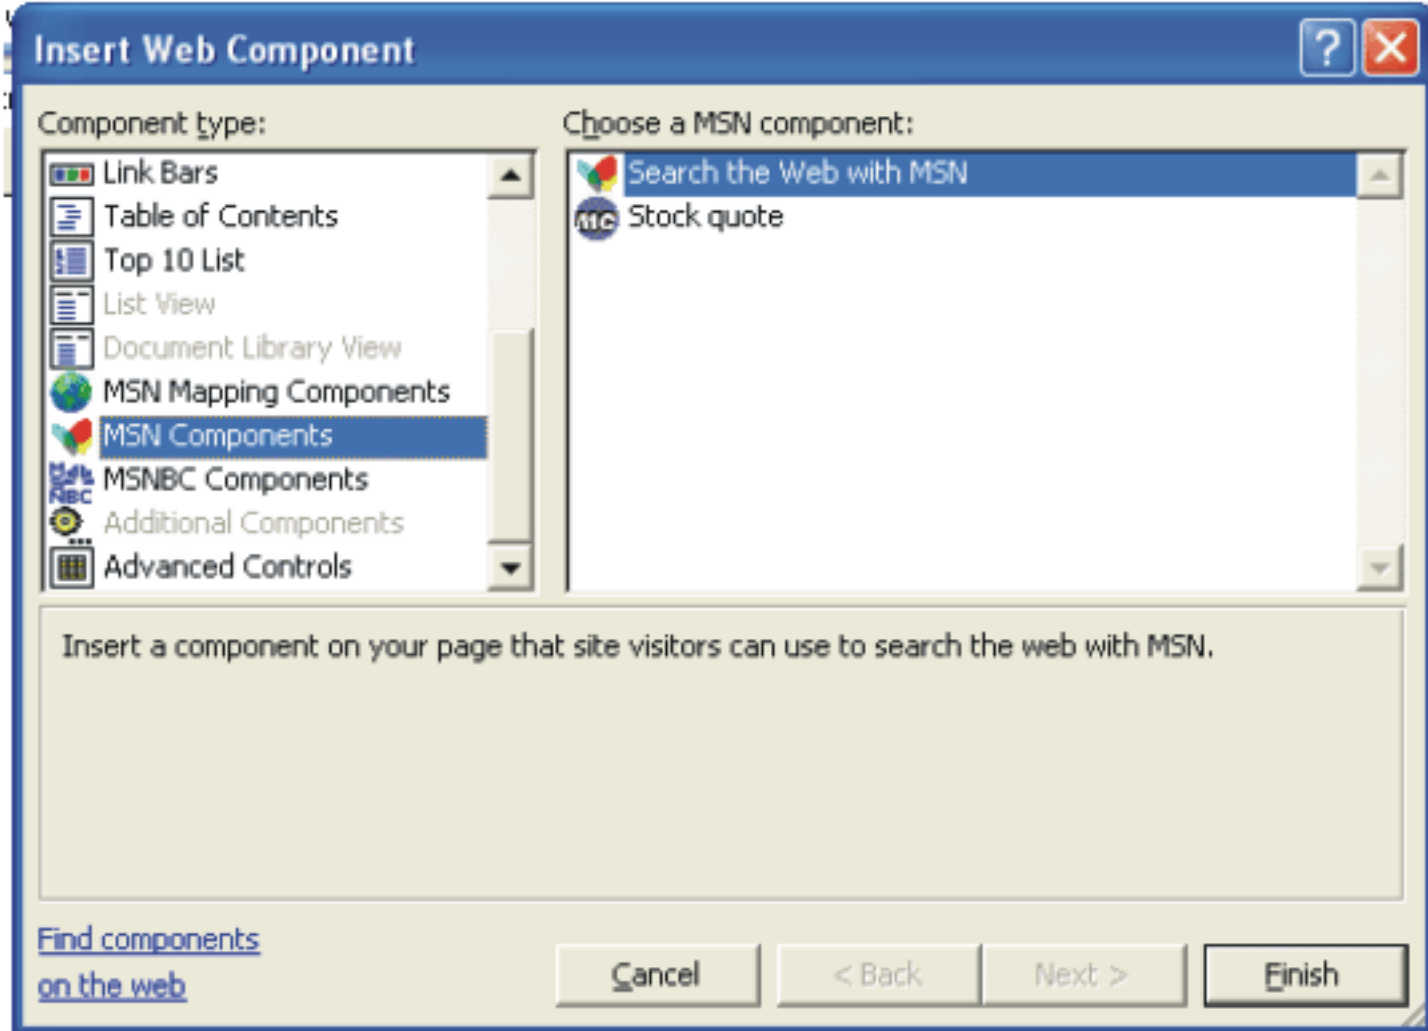 Insert Web Component
?
Component type:
Choose a MSN component:
Link Bars
Table of Contents
Top 10 List
List View
Document Library View
MSN Mapping Components
MSN Components
MSNBC Components
Additional Components
Advanced Controls
Search the Web with MSN
Stock quote
Insert a component on your page that site visitors can use to search the web with MSN.
Find components
on the web
Cancel
< Back
Next >
Finish